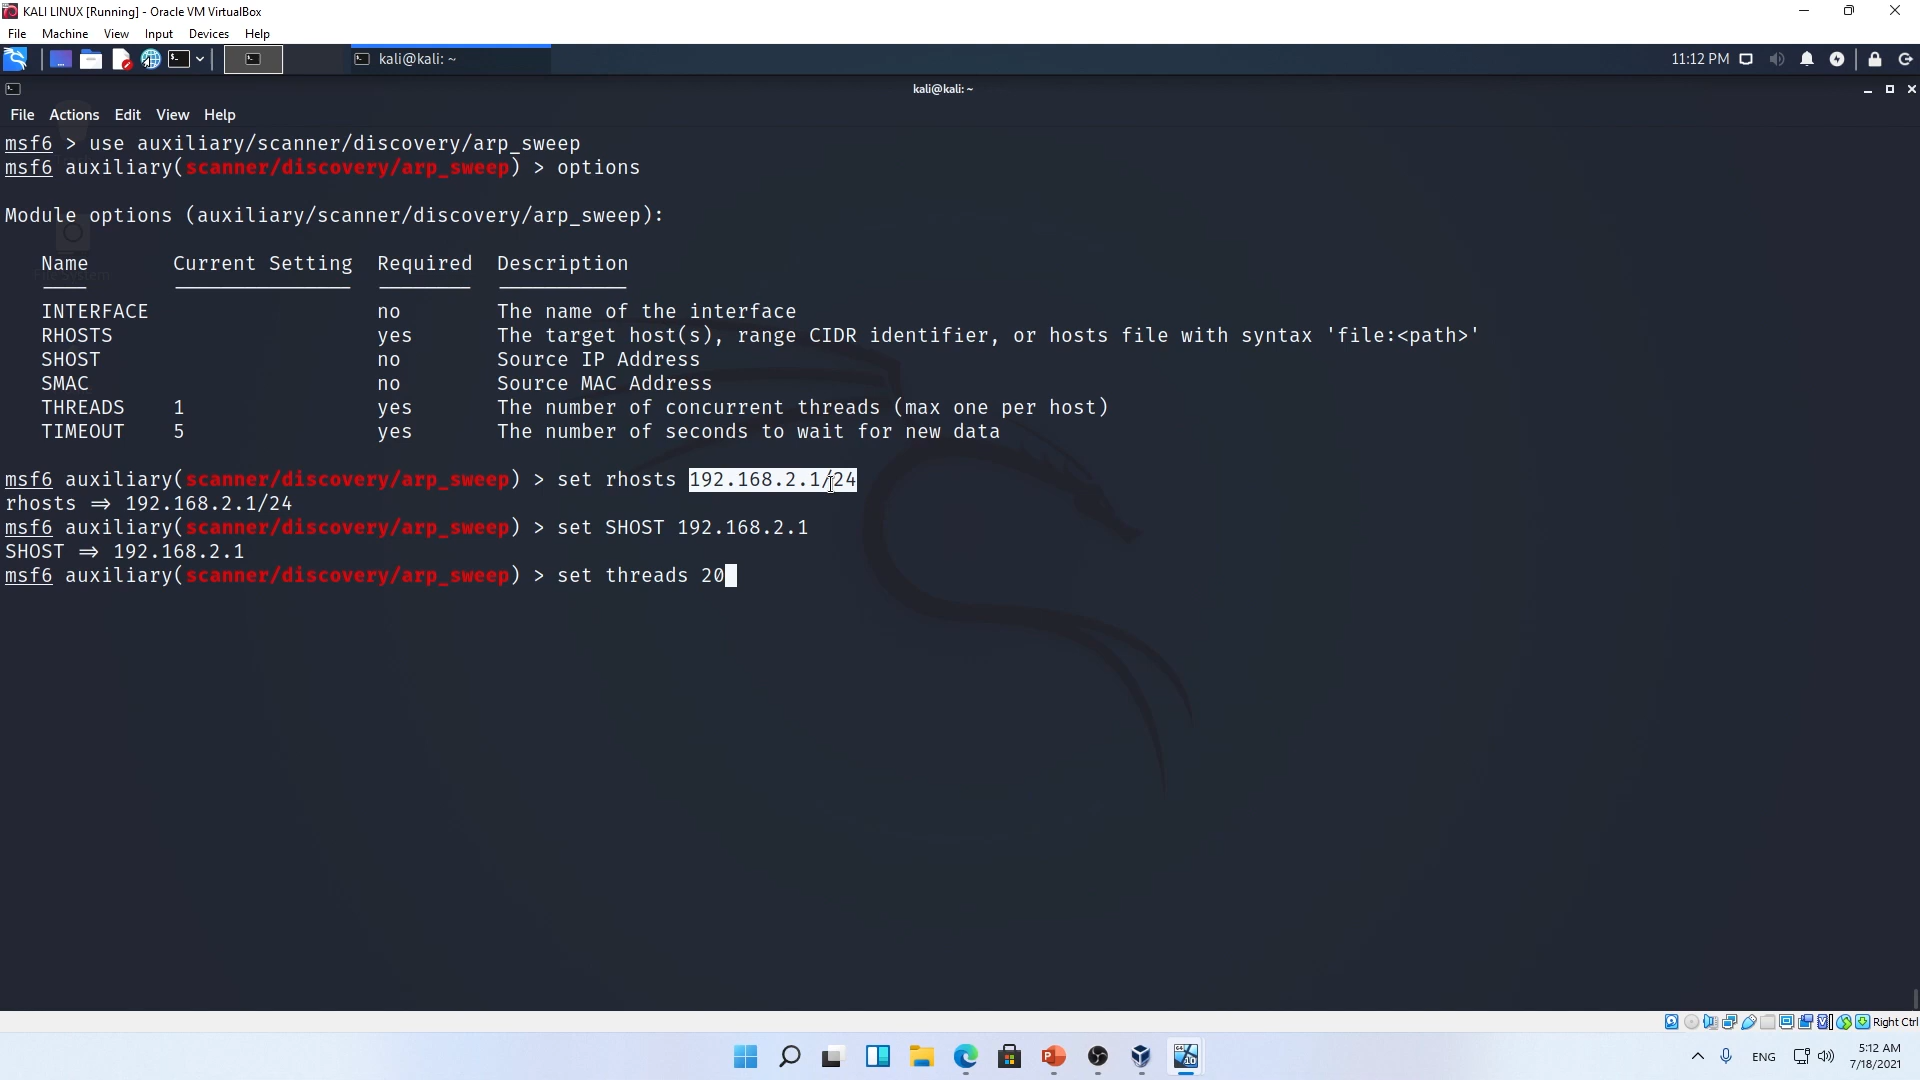 KALI LINUX [Running] - Oracle VM VirtualBox
File Machine View Input Devices Help
kali@kali: ~
11:12 PM
kali@kali: ~
File Actions Edit View Help
msf6 > use auxiliary/scanner/discovery/arp_sweep
msf6 auxiliary(scanner/discovery/arp_sweep) > options
Module options (auxiliary/scanner/discovery/arp_sweep):
Name Current Setting Required Description
INTERFACE no The name of the interface
RHOSTS yes The target host(s), range CIDR identifier, or hosts file with syntax 'file:<path>'
SHOST no Source IP Address
SMAC no Source MAC Address
THREADS 1 yes The number of concurrent threads (max one per host)
TIMEOUT 5 yes The number of seconds to wait for new data
msf6 auxiliary(scanner/discovery/arp_sweep) > set rhosts 192.168.2.1/24
rhosts ⇒ 192.168.2.1/24
msf6 auxiliary(scanner/discovery/arp_sweep) > set SHOST 192.168.2.1
SHOST ⇒ 192.168.2.1
msf6 auxiliary(scanner/discovery/arp_sweep) > set threads 20
Right Ctrl
ENG
5:12 AM
7/18/2021